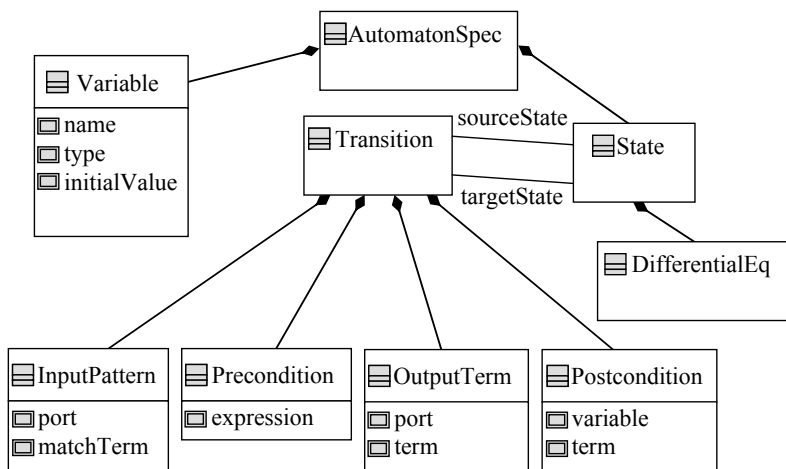 AutomatonSpec
Variable
name
type
initialValue
sourceState
Transition
State
targetState
DifferentialEq
InputPattern
port
matchTerm
Precondition
expression
OutputTerm
port
term
Postcondition
variable
term